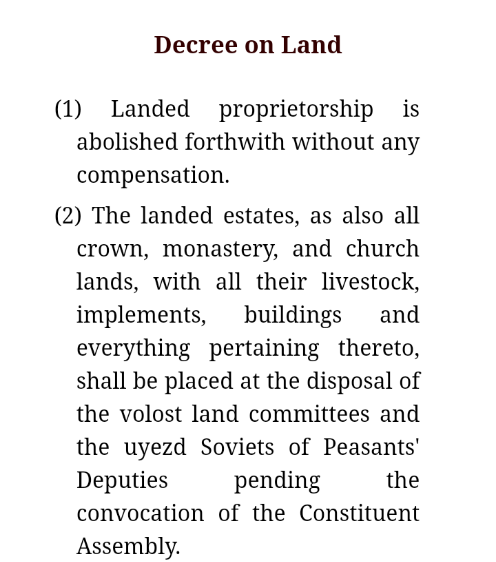 Decree on Land
(1) Landed proprietorship is
abolished forthwith without any
compensation.
(2) The landed estates, as also all
crown, monastery, and church
lands, with all their livestock,
implements, buildings and
everything pertaining thereto,
shall be placed at the disposal of
the volost land committees and
the uyezd Soviets of Peasants'
Deputies pending the
convocation of the Constituent
Assembly.